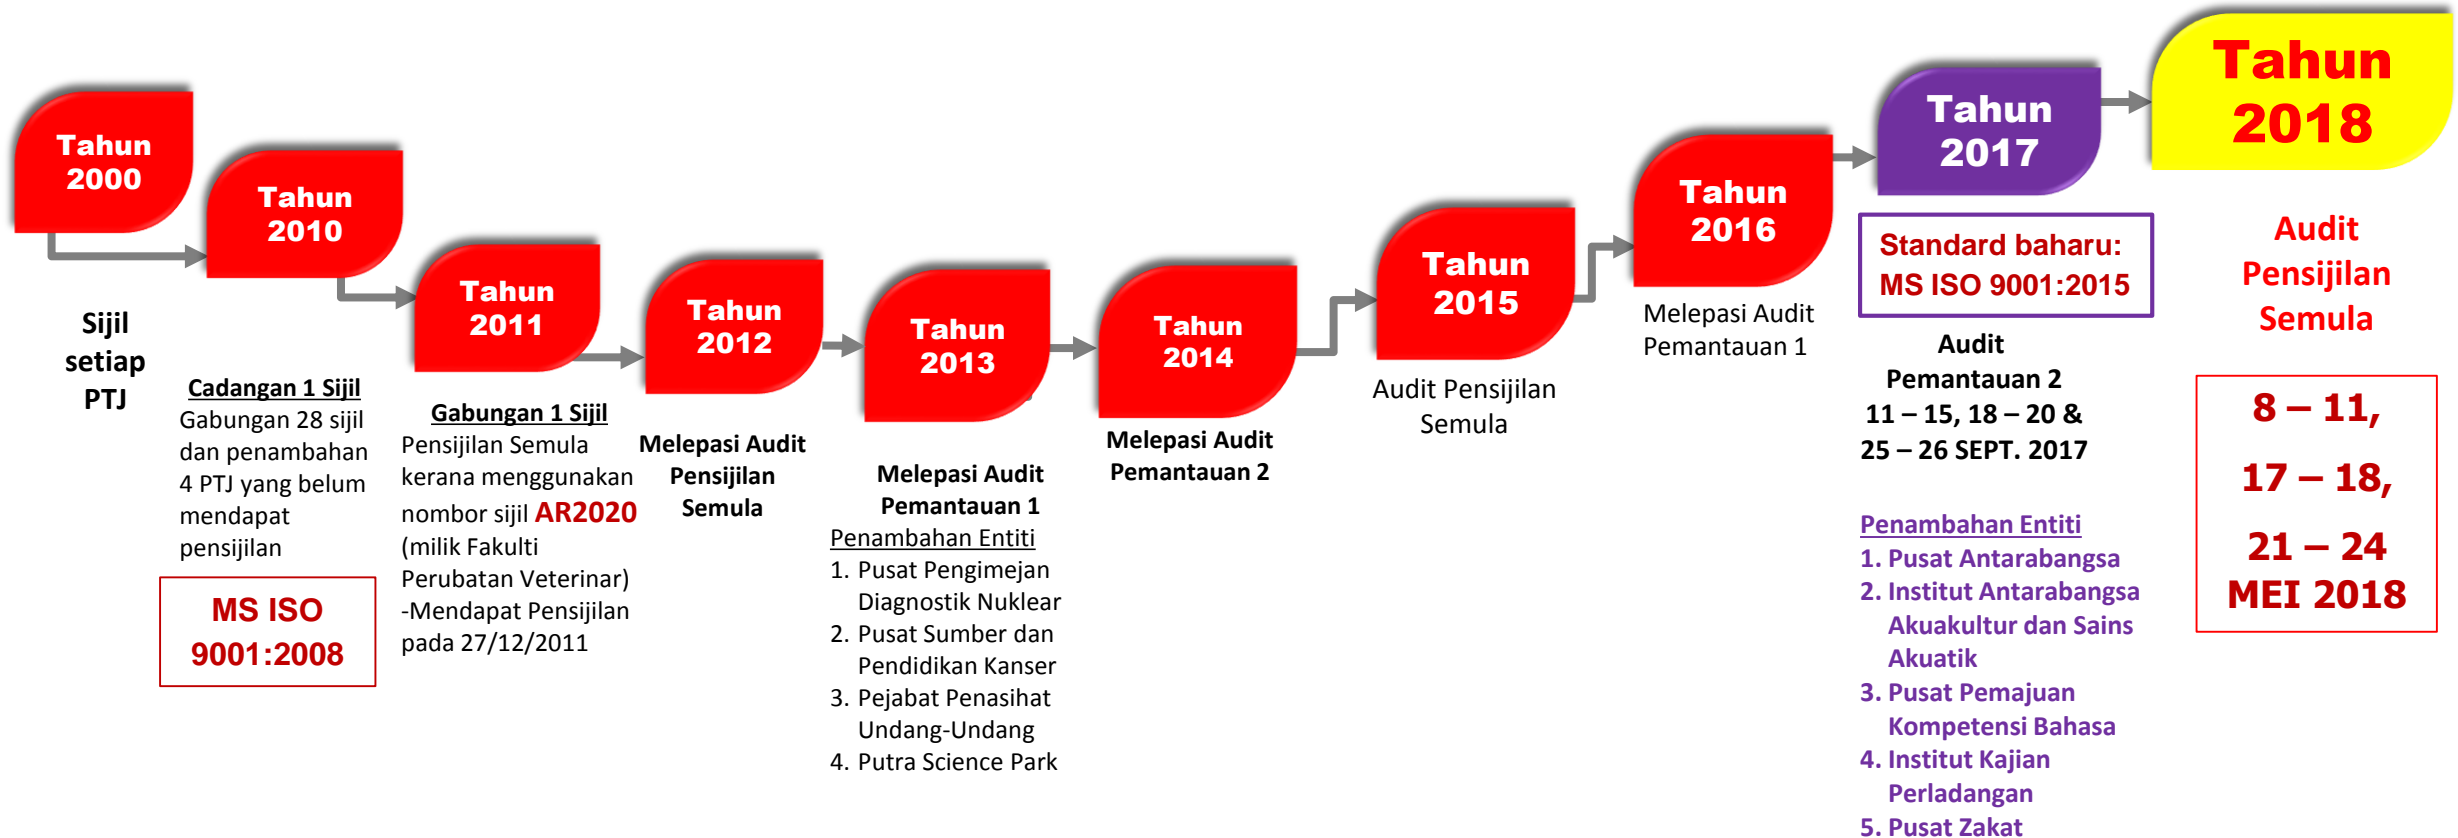 Tahun
2000
Sijil
setiap
PTJ
Tahun
2010
Cadangan 1 Sijil
Gabungan 28 sijil
dan penambahan
4 PTJ yang belum
mendapat
pensijilan
MS ISO
9001:2008
Tahun
2011
Gabungan 1 Sijil
Pensijilan Semula
kerana menggunakan
nombor sijil AR2020
(milik Fakulti
Perubatan Veterinar)
-Mendapat Pensijilan
pada 27/12/2011
Tahun
2012
Melepasi Audit
Pensijilan
Semula
Tahun
2013
Melepasi Audit
Pemantauan 1
Penambahan Entiti
1. Pusat Pengimejan
Diagnostik Nuklear
2. Pusat Sumber dan
Pendidikan Kanser
3. Pejabat Penasihat
Undang-Undang
4. Putra Science Park
Tahun
2014
Melepasi Audit
Pemantauan 2
Tahun
2015
Audit Pensijilan
Semula
Tahun
2016
Melepasi Audit
Pemantauan 1
Tahun
2017
Standard baharu:
MS ISO 9001:2015
Audit
Pemantauan 2
11 – 15, 18 – 20 &
25 – 26 SEPT. 2017
Penambahan Entiti
1. Pusat Antarabangsa
2. Institut Antarabangsa
Akuakultur dan Sains
Akuatik
3. Pusat Pemajuan
Kompetensi Bahasa
4. Institut Kajian
Perladangan
5. Pusat Zakat
Tahun
2018
Audit
Pensijilan
Semula
8 – 11,
17 – 18,
21 – 24
MEI 2018